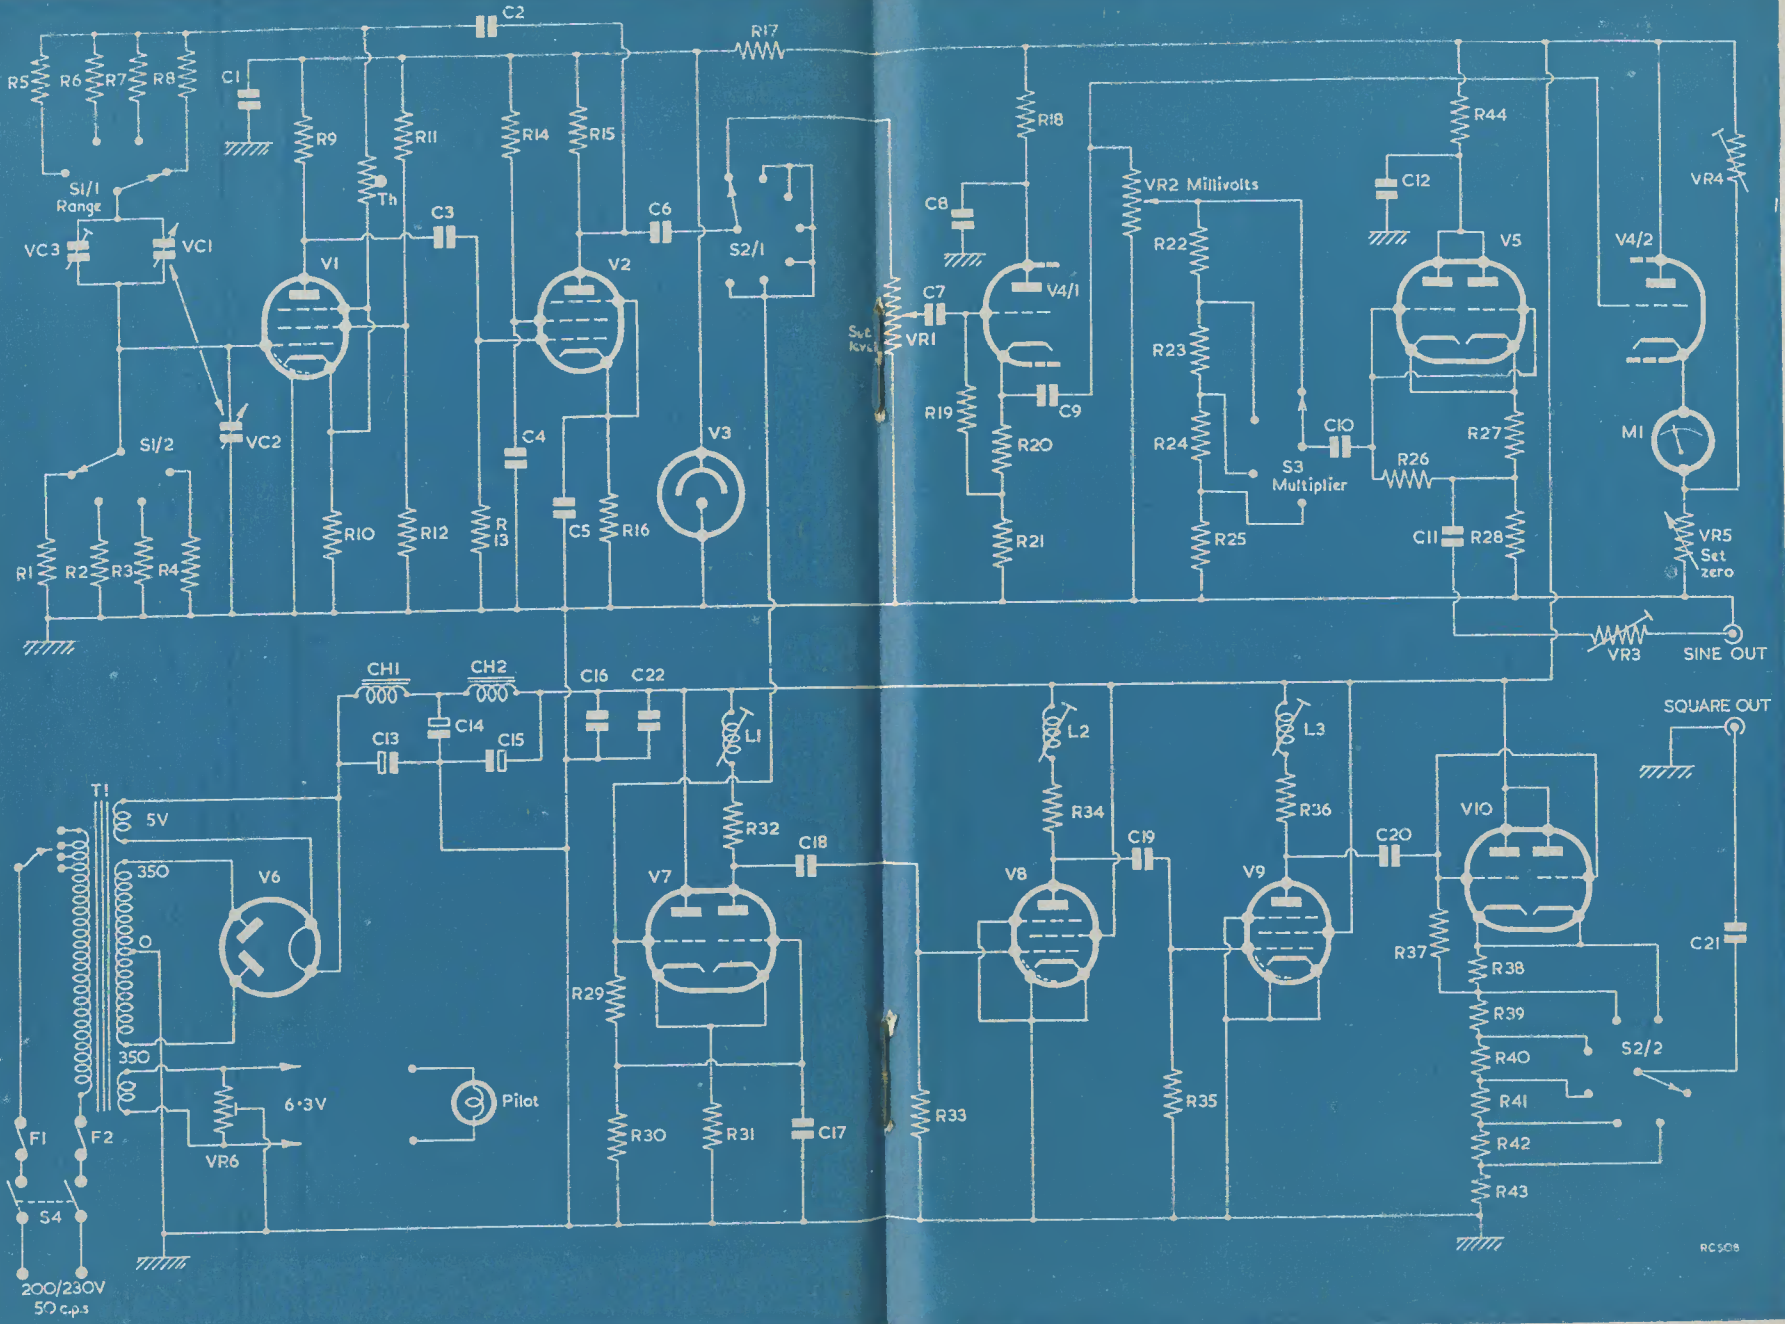 C2
R17
R5
R6
R7
R8
C1
R9
R11
R14
R15
R18
R44
S1/1
Range
Th
VR2 Millivolts
C12
VR4
VC3
VC1
V1
C3
V2
C6
S2/1
C8
R22
V5
V4/2
V4/1
C7
Set
level
VR1
R23
R19
C9
S1/2
VC2
C4
V3
R20
R24
S3
Multiplier
C10
R26
R27
M1
R1
R2
R3
R4
R10
R12
R
13
C5
R16
R21
R25
C11
R28
VR5
Set
zero
VR3
SINE OUT
CH1
CH2
C16
C22
C14
C13
C15
L1
L2
L3
SQUARE OUT
T1
5V
350
V6
R32
C18
R34
C19
R36
C20
V10
V7
V8
V9
O
R29
R37
R38
C21
R39
350
R40
S2/2
6·3V
Pilot
R41
F1
F2
VR6
R30
R31
C17
R33
R35
R42
R43
S4
200/230V
50 c.p.s
RC508